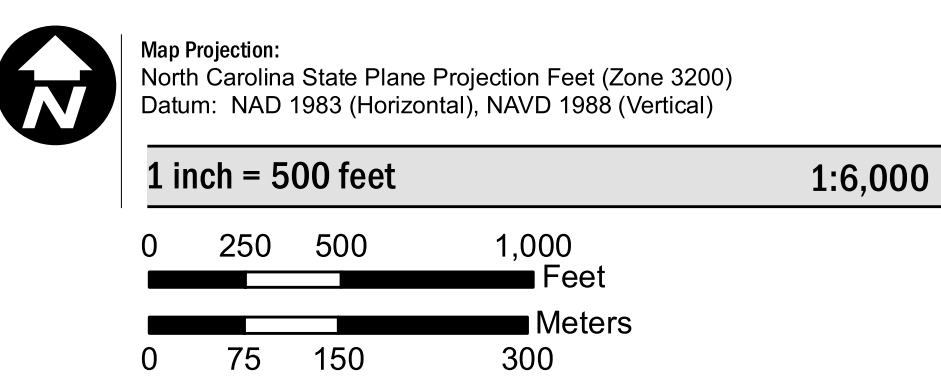 N
Map Projection:
North Carolina State Plane Projection Feet (Zone 3200)
Datum:  NAD 1983 (Horizontal), NAVD 1988 (Vertical)
1 inch = 500 feet 1:6,000
0 250 500 1,000
Feet
Meters
0 75 150 300